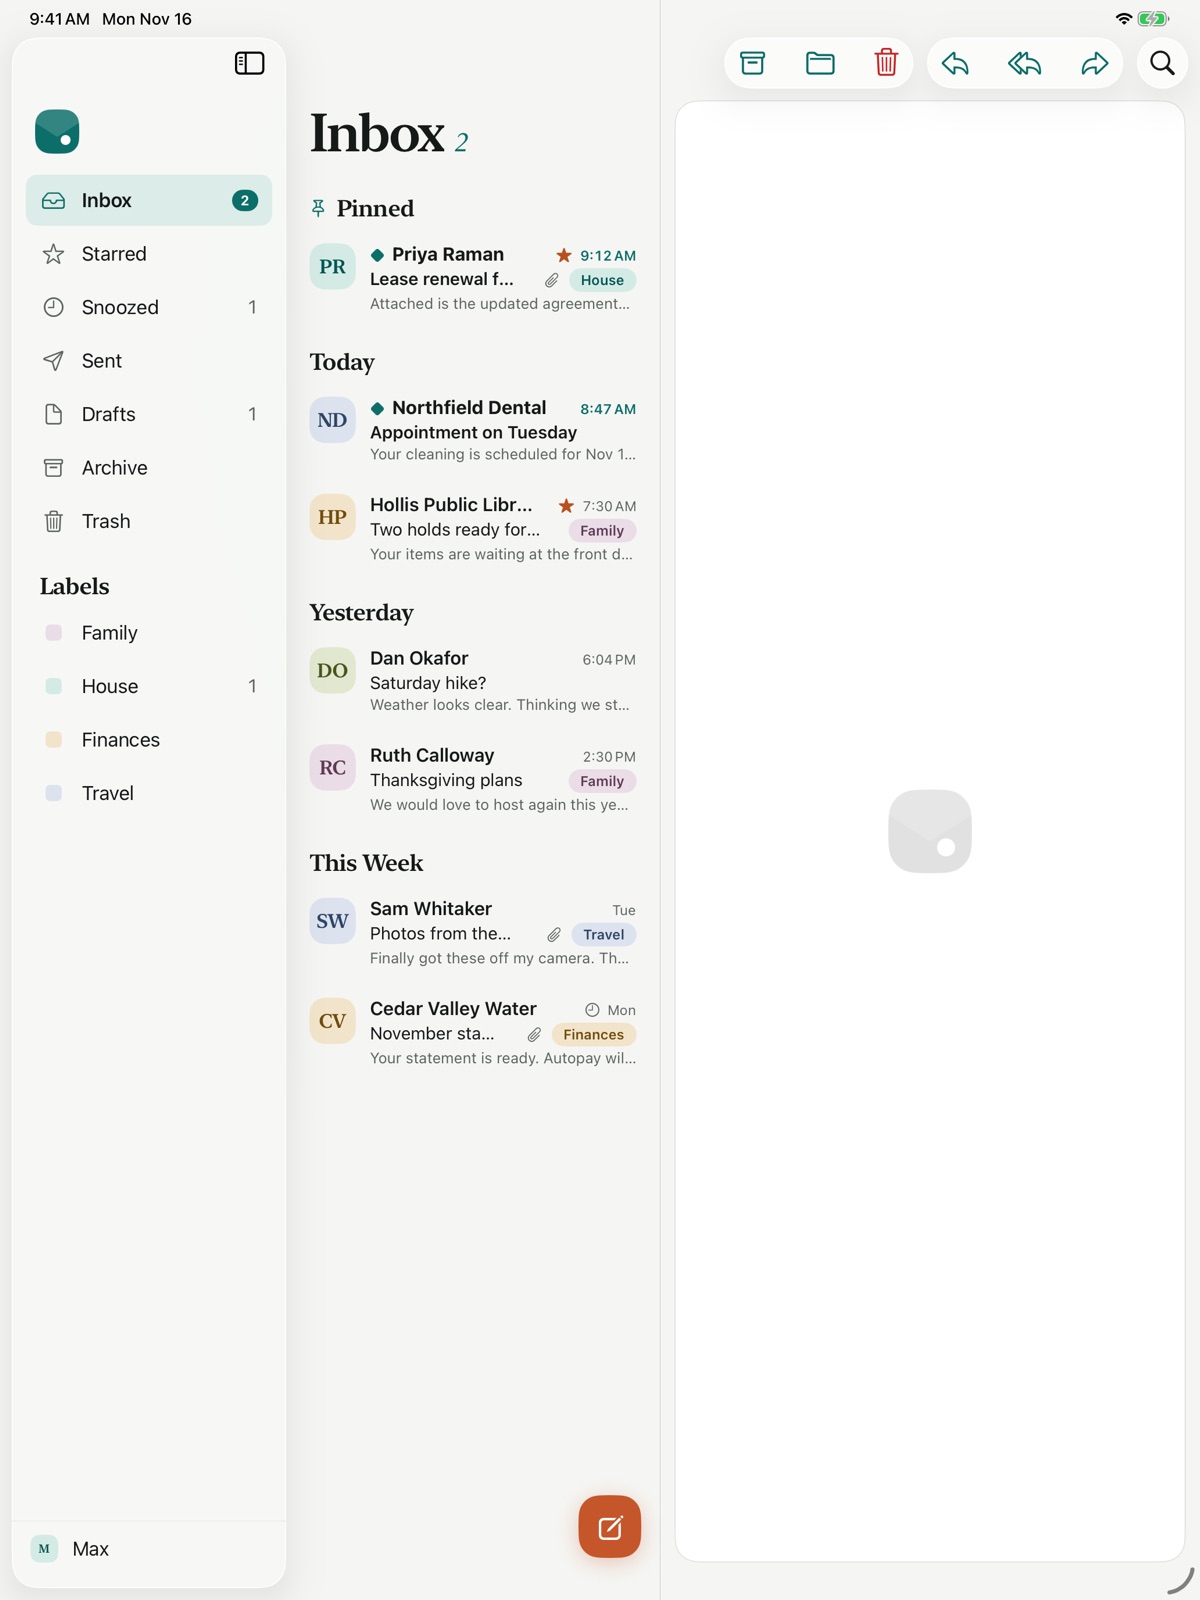 9:41 AM Mon Nov 16
Inbox 2
Starred
Snoozed 1
Sent
Drafts 1
Archive
Trash
Labels
Family
House 1
Finances
Travel
M Max
Inbox 2
Pinned
PR Priya Raman 9:12 AM
Lease renewal f... House
Attached is the updated agreement...
Today
ND Northfield Dental 8:47 AM
Appointment on Tuesday
Your cleaning is scheduled for Nov 1...
HP Hollis Public Libr... 7:30 AM
Two holds ready for... Family
Your items are waiting at the front d...
Yesterday
DO Dan Okafor 6:04 PM
Saturday hike?
Weather looks clear. Thinking we st...
RC Ruth Calloway 2:30 PM
Thanksgiving plans Family
We would love to host again this ye...
This Week
SW Sam Whitaker Tue
Photos from the... Travel
Finally got these off my camera. Th...
CV Cedar Valley Water Mon
November sta... Finances
Your statement is ready. Autopay wil...